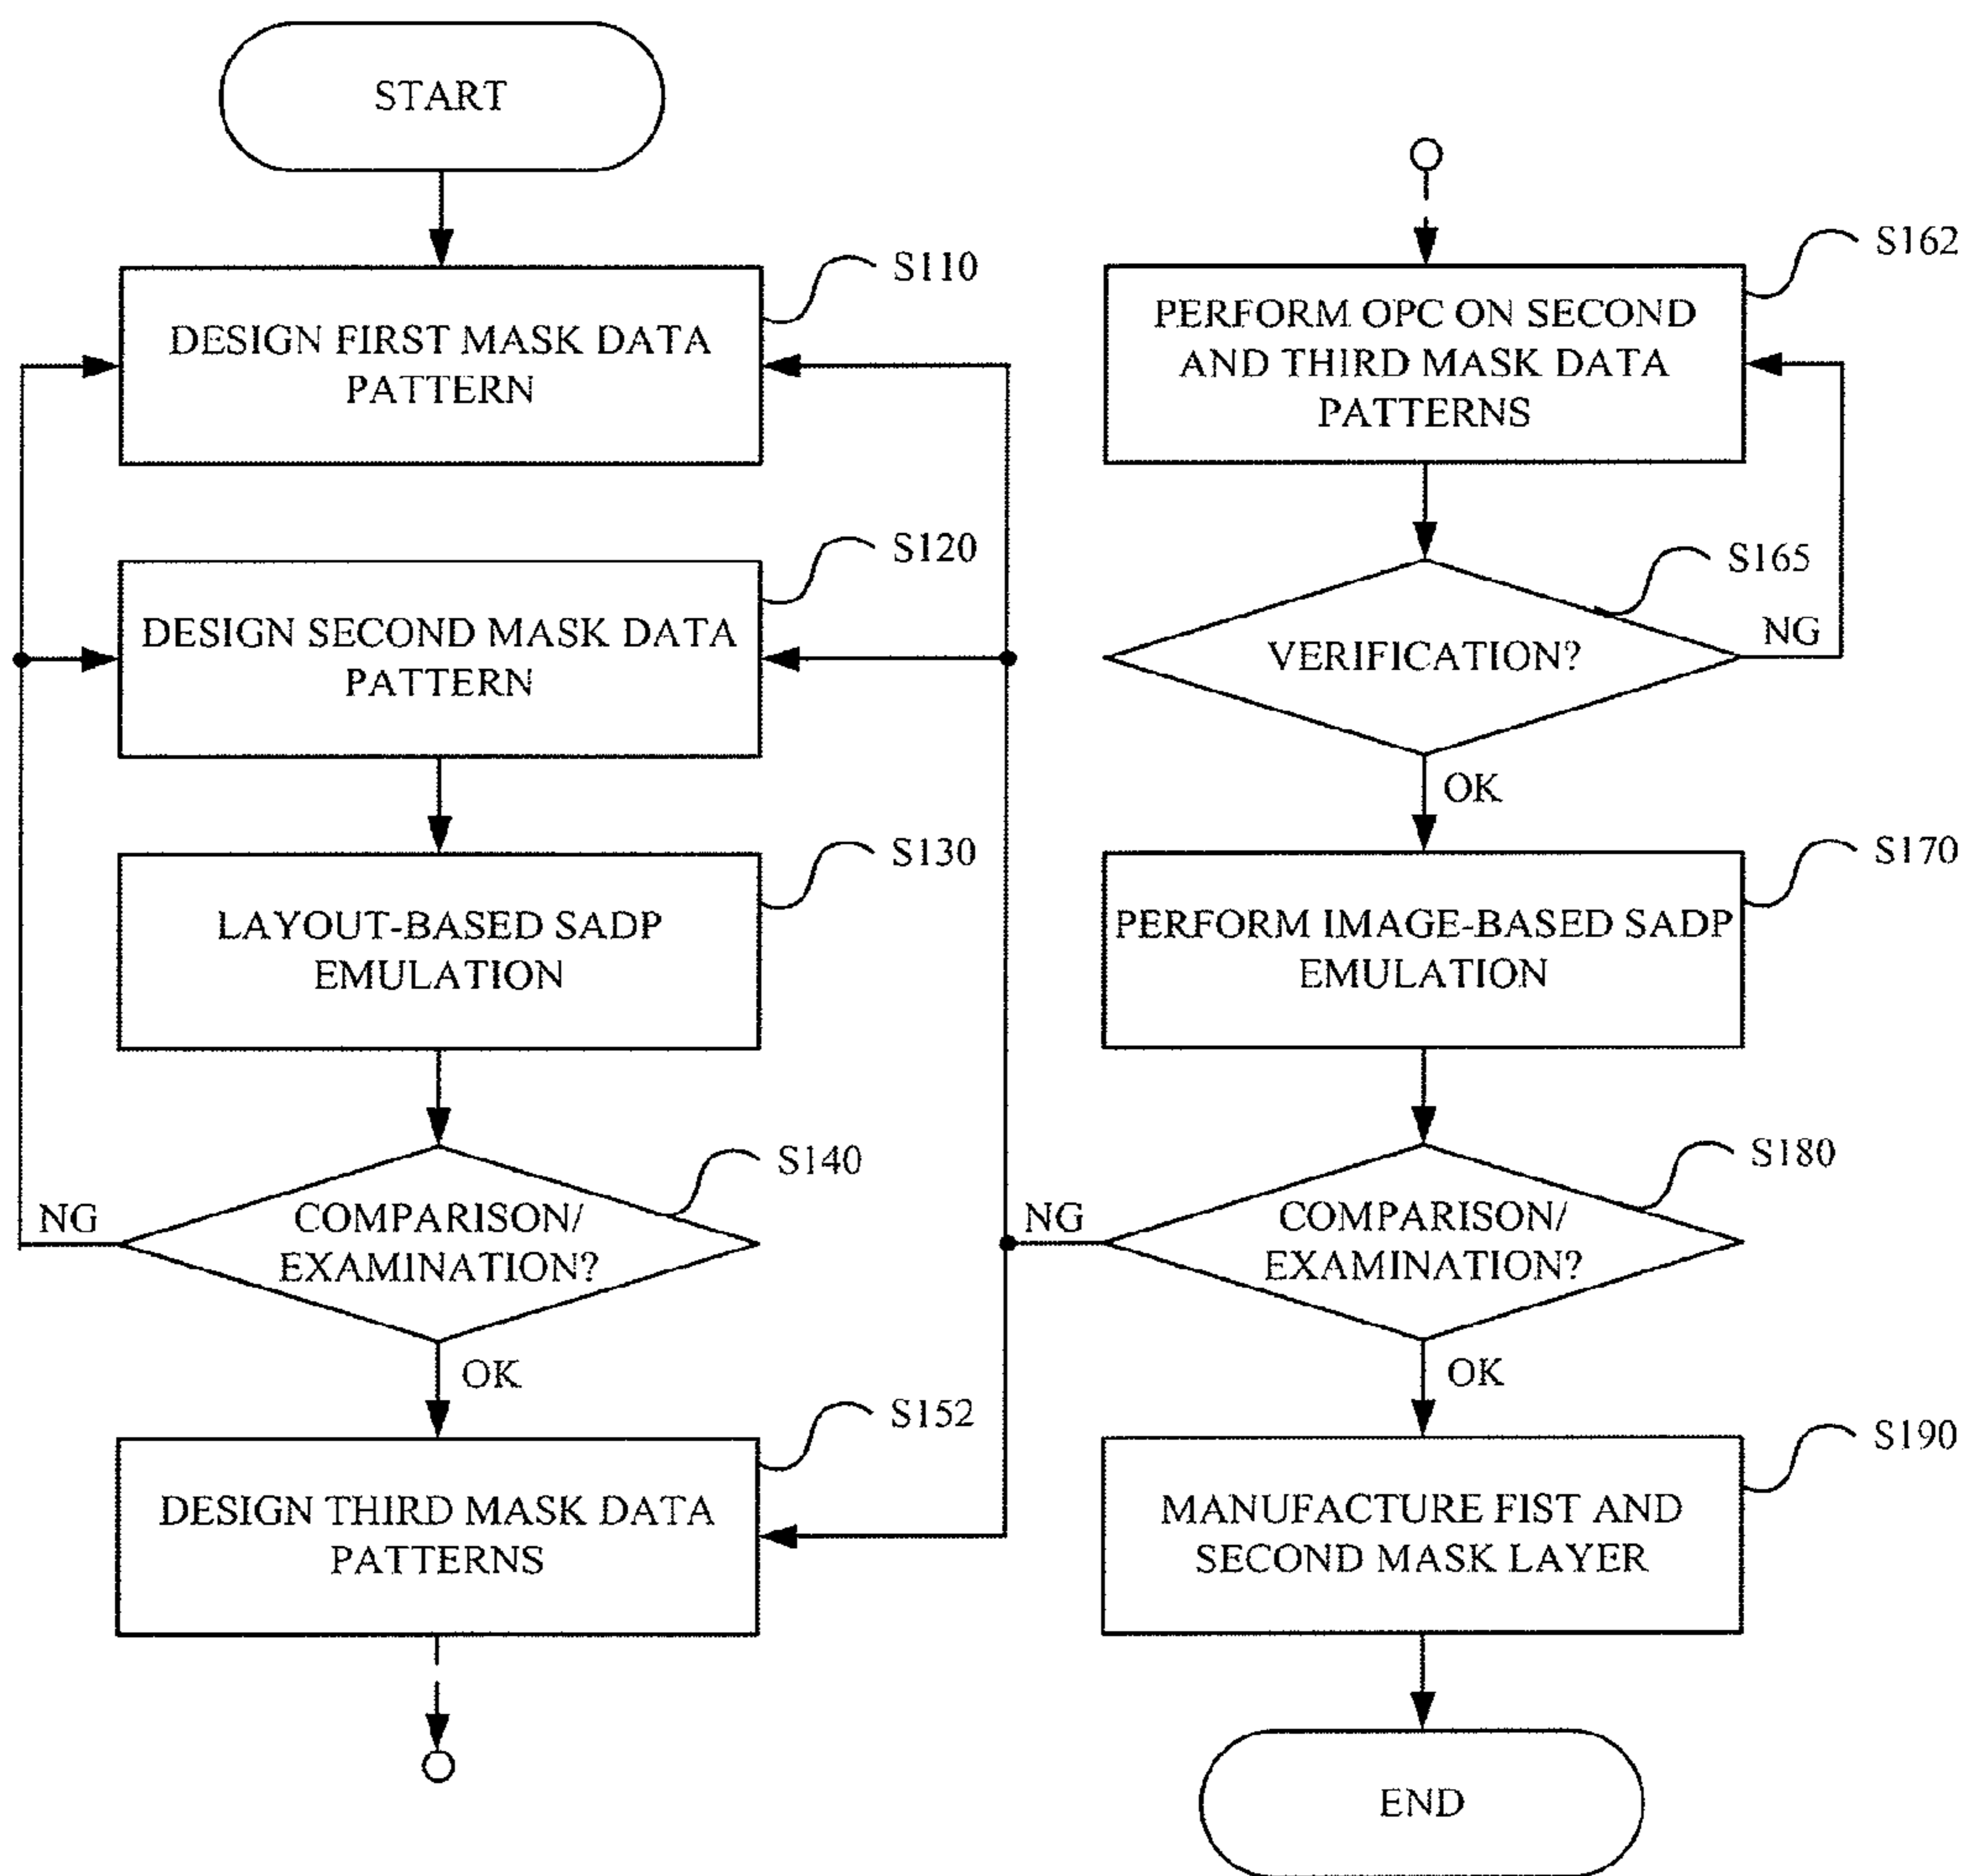 START
S110
DESIGN FIRST MASK DATA
PATTERN
S120
DESIGN SECOND MASK DATA
PATTERN
S130
LAYOUT-BASED SADP
EMULATION
S140
COMPARISON/
EXAMINATION?
NG
OK
S152
DESIGN THIRD MASK DATA
PATTERNS
S162
PERFORM OPC ON SECOND
AND THIRD MASK DATA
PATTERNS
S165
VERIFICATION?
NG
OK
S170
PERFORM IMAGE-BASED SADP
EMULATION
S180
COMPARISON/
EXAMINATION?
NG
OK
S190
MANUFACTURE FIST AND
SECOND MASK LAYER
END